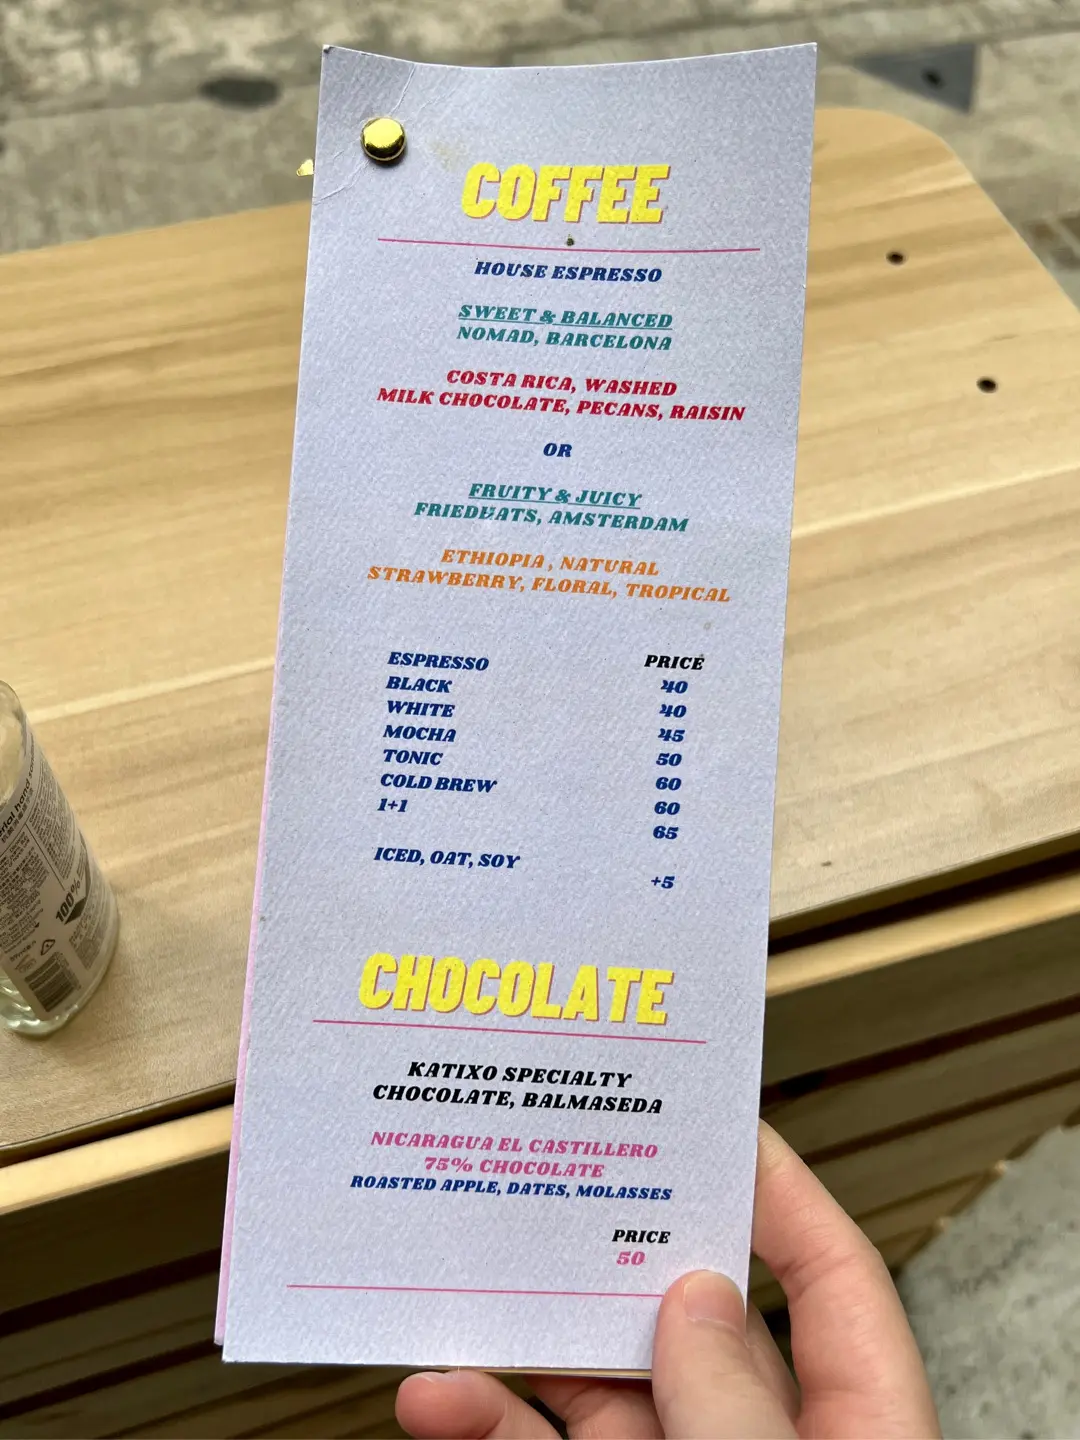 COFFEE
HOUSE ESPRESSO
SWEET & BALANCED
NOMAD, BARCELONA
COSTA RICA, WASHED
MILK CHOCOLATE, PECANS, RAISIN
OR
FRUITY & JUICY
FRIEDHATS, AMSTERDAM
ETHIOPIA, NATURAL
STRAWBERRY, FLORAL, TROPICAL
PRICE
ESPRESSO 40
BLACK 40
WHITE 45
MOCHA 50
TONIC 60
COLD BREW 60
1+1 65
ICED, OAT, SOY +5
CHOCOLATE
KATIXO SPECIALTY
CHOCOLATE, BALMASEDA
NICARAGUA EL CASTILLERO
75% CHOCOLATE
ROASTED APPLE, DATES, MOLASSES
PRICE
50
100%